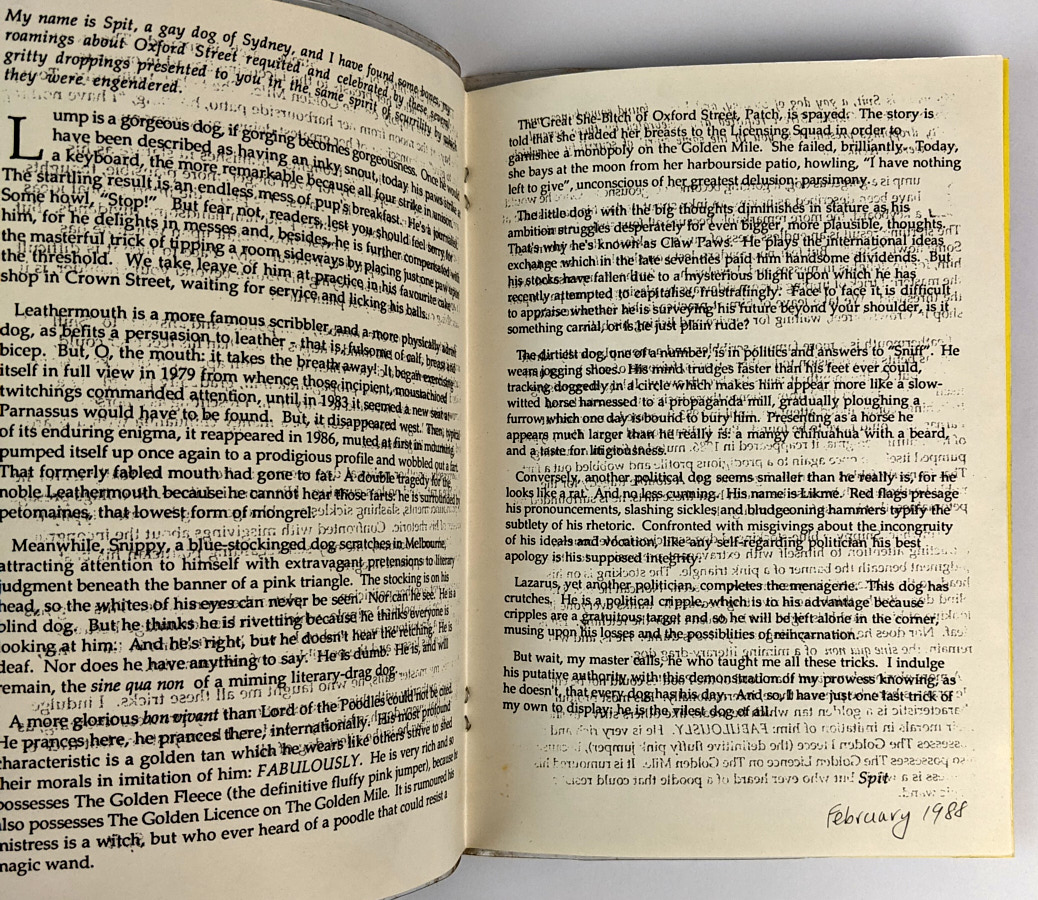 My name is Spit, a gay dog of Sydney, and I have found some bones, my
roamings about Oxford Street requited and celebrated by these several
gritty droppings presented to you in the same spirit of scurrility by which
they were engendered.
Lump is a gorgeous dog, if gorging becomes gorgeousness. Once he would
have been described as having an inky snout, today his paws strike a
a keyboard, the more remarkable because all four strike in unison.
The startling result is an endless mess of pup's breakfast. He's a journalist.
Some howl, "Stop!" But fear not, readers, lest you should feel sorry for
him, for he delights in messes and, besides, he is further compensated with
the masterful trick of tipping a room sideways by placing just one paw upon
the threshold. We take leave of him at practice in his favourite cake
shop in Crown Street, waiting for service and licking his balls.
Leathermouth is a more famous scribbler, and a more physically adroit
dog, as befits a persuasion to leather - that is, fulsome of calf, breast and
bicep. But, O, the mouth: it takes the breath away! It began exercising
itself in full view in 1979 from whence those incipient, moustachioed
twitchings commanded attention, until in 1983 it seemed a new seat at
Parnassus would have to be found. But, it disappeared west. Then, typical
of its enduring enigma, it reappeared in 1986, muted at first in mourning,
pumped itself up once again to a prodigious profile and wobbled out a fart.
That formerly fabled mouth had gone to fat. A double tragedy for the
noble Leathermouth because he cannot hear those farts: he is surrounded
petomaines, that lowest form of mongrel.
Meanwhile, Snippy, a blue-stockinged dog scratches in Melbourne,
attracting attention to himself with extravagant pretensions to literary
judgment beneath the banner of a pink triangle. The stocking is on his
head, so the whites of his eyes can never be seen. Nor can he see. He is a
blind dog. But he thinks he is rivetting because he thinks everyone is
looking at him. And he's right, but he doesn't hear the retching. He is
deaf. Nor does he have anything to say. He is dumb. He is, and will
remain, the sine qua non of a miming literary-drag dog.
A more glorious bon vivant than Lord of the Poodles could not be cited.
He prances here, he prances there, internationally. His most profound
characteristic is a golden tan which he wears like others strive to shed
their morals in imitation of him: FABULOUSLY. He is very rich and so
possesses The Golden Fleece (the definitive fluffy pink jumper), because he
also possesses The Golden Licence on The Golden Mile. It is rumoured his
mistress is a witch, but who ever heard of a poodle that could resist a
magic wand.
The Great She-Bitch of Oxford Street, Patch, is spayed. The story is
told that she traded her breasts to the Licensing Squad in order to
garnishee a monopoly on the Golden Mile. She failed, brilliantly. Today,
she bays at the moon from her harbourside patio, howling, "I have nothing
left to give", unconscious of her greatest delusion: parsimony.
The little dog with the big thoughts diminishes in stature as his
ambition struggles desperately for even bigger, more plausible, thoughts.
That's why he's known as Claw Paws. He plays the international ideas
exchange which in the late seventies paid him handsome dividends. But
his stocks have fallen due to a mysterious blight upon which he has
recently attempted to capitalise, frustratingly. Face to face it is difficult
to appraise whether he is surveying his future beyond your shoulder, is it
something carnal, or is he just plain rude?
The dirtiest dog, one of a number, is in politics and answers to "Sniff". He
wears jogging shoes. His mind trudges faster than his feet ever could,
tracking doggedly in a circle which makes him appear more like a slow-
witted horse harnessed to a propaganda mill, gradually ploughing a
furrow which one day is bound to bury him. Presenting as a horse he
appears much larger than he really is: a mangy chihuahua with a beard,
and a taste for litigiousness.
Conversely, another political dog seems smaller than he really is, for he
looks like a rat. And no less cunning. His name is Likmé. Red flags presage
his pronouncements, slashing sickles and bludgeoning hammers typify the
subtlety of his rhetoric. Confronted with misgivings about the incongruity
of his ideals and vocation, like any self-regarding politician his best
apology is his supposed integrity.
Lazarus, yet another politician, completes the menagerie. This dog has
crutches. He is a political cripple, which is to his advantage because
cripples are a gratuitous target and so he will be left alone in the corner,
musing upon his losses and the possiblities of reincarnation.
But wait, my master calls, he who taught me all these tricks. I indulge
his putative authority with this demonstration of my prowess knowing, as
he doesn't, that every dog has his day. And so, I have just one last trick of
my own to display: he is the vilest dog of all.
Spit
February 1988